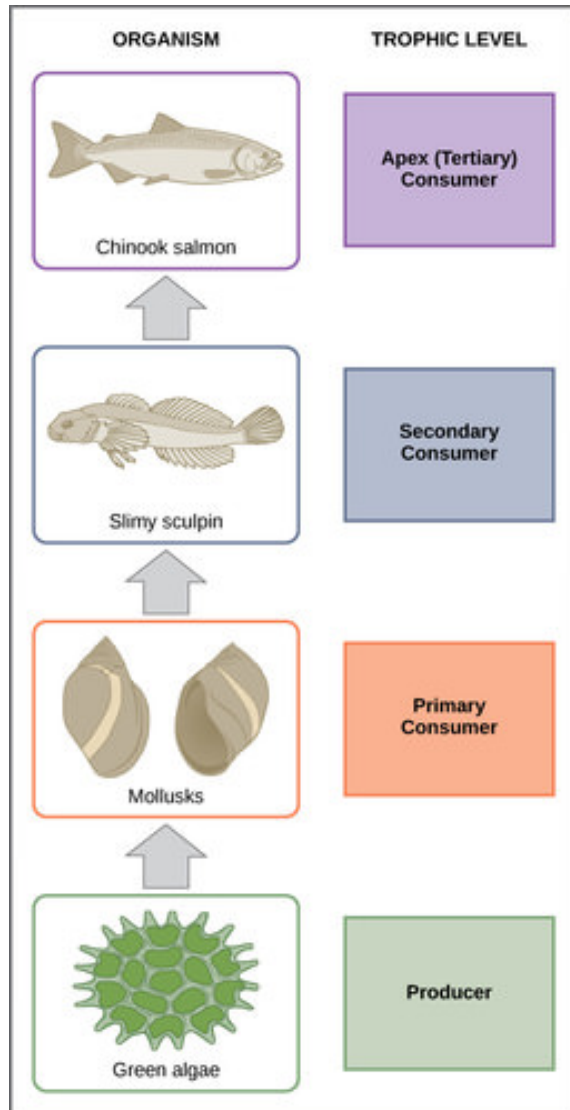 ORGANISM
TROPHIC LEVEL
Chinook salmon
Apex (Tertiary)
Consumer
Slimy sculpin
Secondary
Consumer
Mollusks
Primary
Consumer
Green algae
Producer